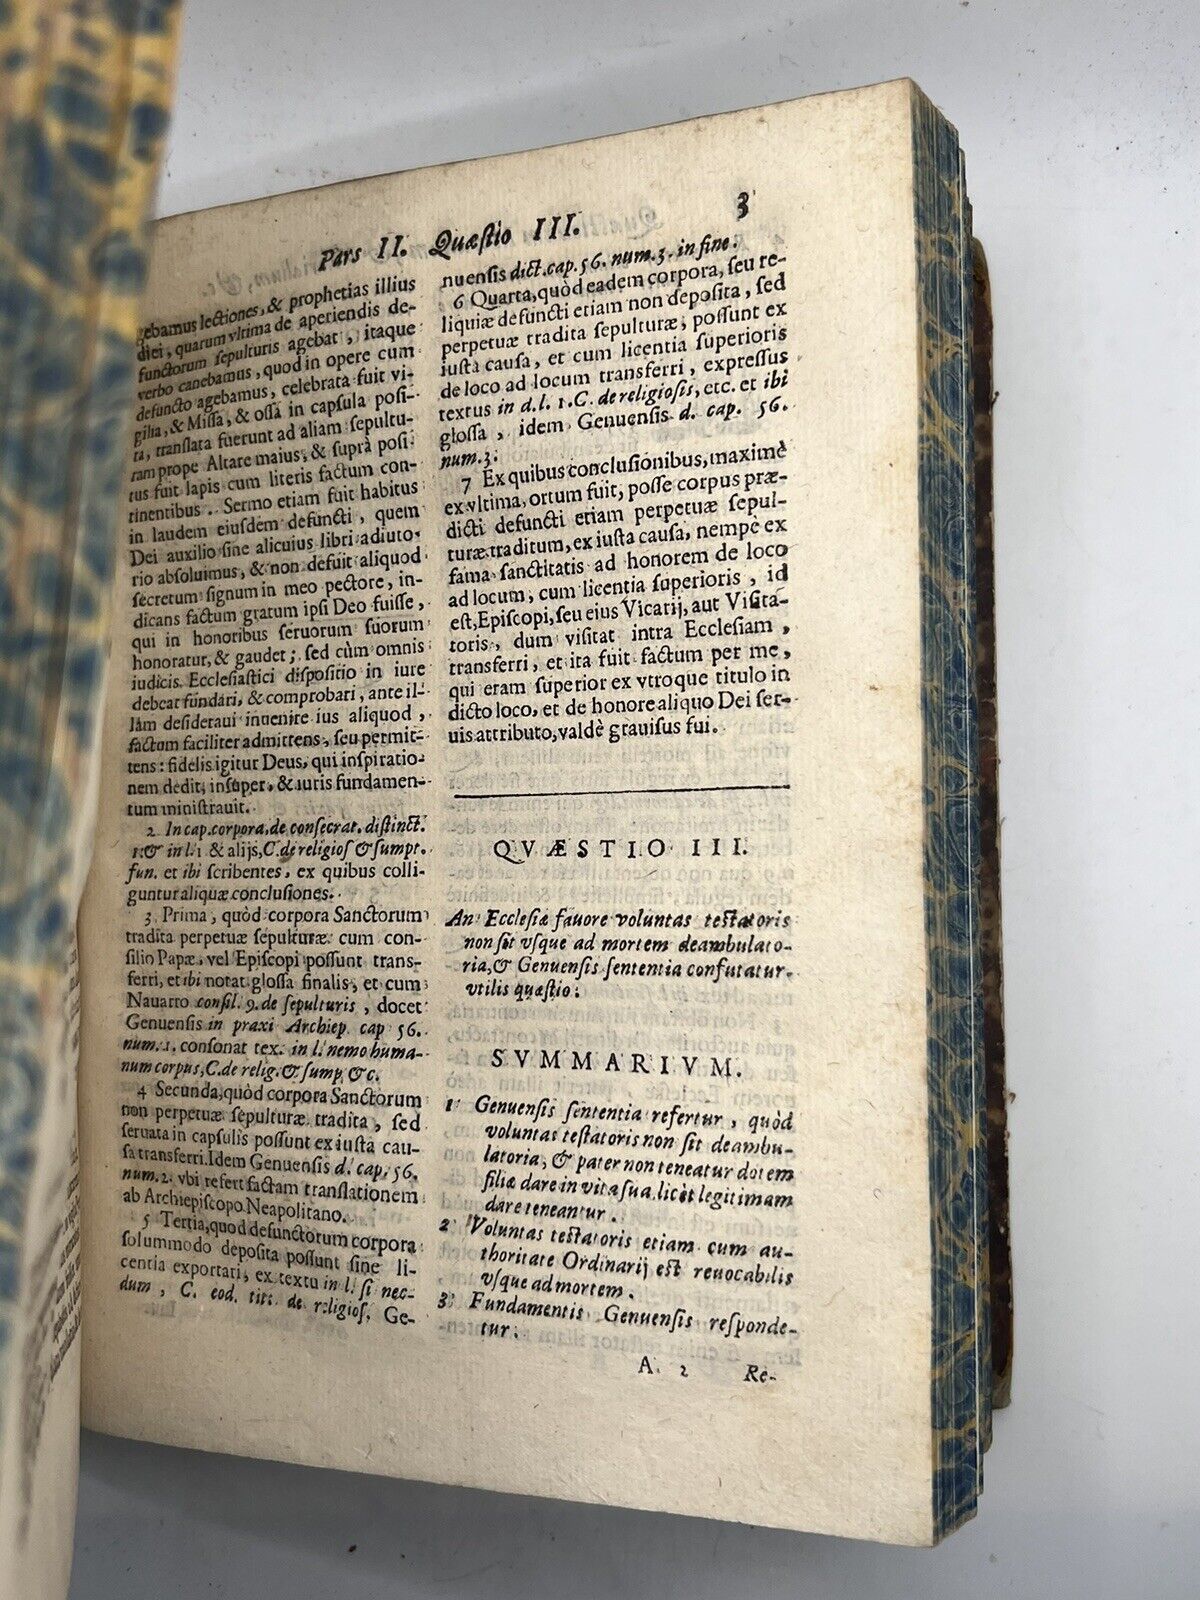 Pars II. Quæſtio III. 3
gebamus lectiones, & prophetias illius
diei, quarum vltima de aperiendis de-
functorum ſepulturis agebat, itaque
verbo canebamus, quod in opere cum
defuncto agebamus, celebrata fuit vi-
gilia, & Miſſa, & oſſa in capſula poſi-
ta, tranſlata fuerunt ad aliam ſepultu-
ram prope Altare maius, & ſuprà poſi-
tus fuit lapis cum literis factum con-
tinentibus. Sermo etiam fuit habitus
in laudem eiuſdem defuncti, quem
Dei auxilio ſine alicuius libri adiuto-
rio abſoluimus, & non defuit aliquod
ſecretum ſignum in meo pectore, in-
dicans factum gratum ipſi Deo fuiſſe,
qui in honoribus ſeruorum ſuorum
honoratur, & gaudet; ſed cùm omnis
iudicis Eccleſiaſtici diſpoſitio in iure
debeat fundari, & comprobari, ante il-
lam deſideraui inuenire ius aliquod,
factum faciliter admittens, ſeu permit-
tens: fidelis igitur Deus, qui inſpiratio-
nem dedit, inſuper, & iuris fundamen-
tum miniſtrauit.
2 In cap. corpora, de conſecrat. diſtinct.
1. & in l. 1 & alijs, C. de religioſ & ſumpt.
fun. et ibi ſcribentes, ex quibus colli-
guntur aliquæ concluſiones.
3 Prima, quòd corpora Sanctorum
tradita perpetuæ ſepulturæ cum con-
ſilio Papæ, vel Epiſcopi poſſunt tranſ-
ferri, et ibi notat gloſſa finalis, et cum
Nauarro conſil. 9. de ſepulturis, docet
Genuenſis in praxi Archiep. cap 56.
num. 1. conſonat tex. in l. nemo huma-
num corpus, C. de relig. & ſump. &c.
4 Secunda, quòd corpora Sanctorum
non perpetuæ ſepulturæ tradita, ſed
ſeruata in capſulis poſſunt ex iuſta cau-
ſa transferri. Idem Genuenſis d. cap. 56.
num. 2. vbi refert factam translationem
ab Archiepiſcopo Neapolitano.
5 Tertia, quod defunctorum corpora
ſolummodo depoſita poſſunt ſine li-
centia exportari, ex textu in l. ſi nec-
dum, C. eod. tit. de religioſ. Ge-
nuenſis dict. cap. 56. num. 3. in fine.
6 Quarta, quòd eadem corpora, ſeu re-
liquiæ defuncti etiam non depoſita, ſed
perpetuæ tradita ſepulturæ, poſſunt ex
iuſta cauſa, et cum licentia ſuperioris
de loco ad locum transferri, expreſſus
textus in d. l. 1. C. de religioſis, etc. et ibi
gloſſa, idem Genuenſis d. cap. 56.
num. 3.
7 Ex quibus concluſionibus, maximè
ex vltima, ortum fuit, poſſe corpus præ-
dicti defuncti etiam perpetuæ ſepul-
turæ traditum, ex iuſta cauſa, nempè ex
fama ſanctitatis ad honorem de loco
ad locum, cum licentia ſuperioris, id
eſt, Epiſcopi, ſeu eius Vicarij, aut Viſita-
toris, dum viſitat intra Eccleſiam,
transferri, et ita fuit factum per me,
qui eram ſuperior ex vtroque titulo in
dicto loco, et de honore aliquo Dei ſer-
uis attributo, valdè grauiſus fui.
QVÆSTIO III.
An Eccleſiæ fauore voluntas teſtatoris
non ſit vſque ad mortem deambulato-
ria, & Genuenſis ſententia confutatur.
vtilis quæſtio:
SVMMARIVM.
1 Genuenſis ſententia refertur, quòd
voluntas teſtatoris non ſit deambu-
latoria, & pater non teneatur dotem
filiæ dare in vita ſua, licèt legitimam
dare teneantur.
2 Voluntas teſtatoris etiam cum au-
thoritate Ordinarij eſt reuocabilis
vſque ad mortem.
3 Fundamentis Genuenſis reſponde-
tur.
A 2 Re-